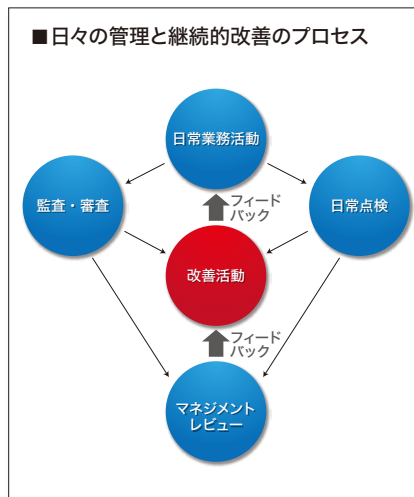 ■日々の管理と継続的改善のプロセス
日常業務活動
監査・審査
フィード
バック
日常点検
改善活動
フィード
バック
マネジメント
レビュー